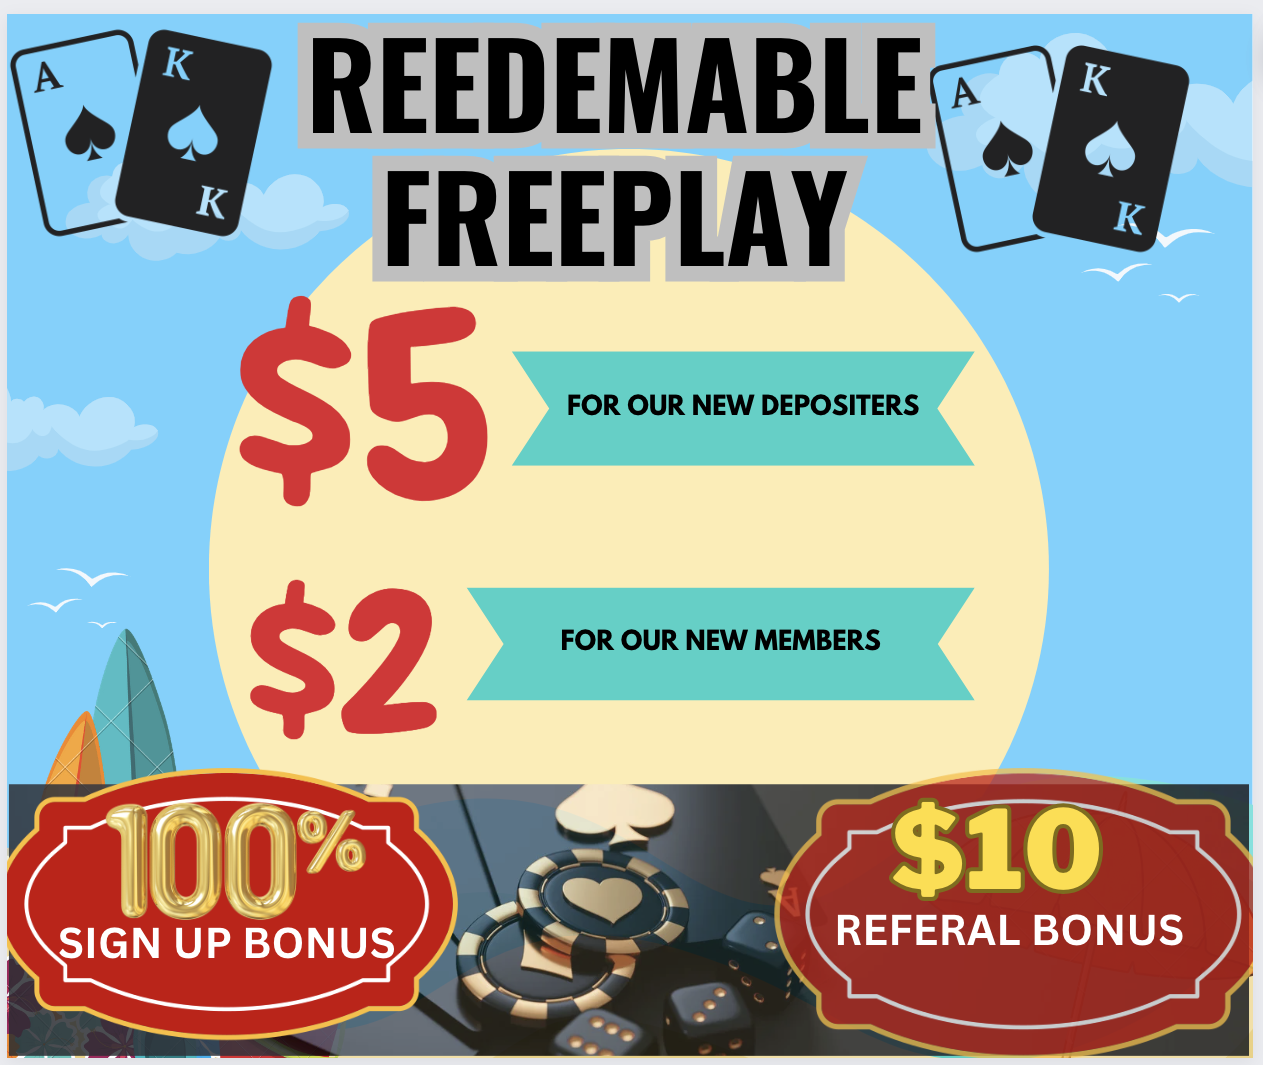 A K K
REEDEMABLE
A K K
FREEPLAY
$5
FOR OUR NEW DEPOSITERS
$2
FOR OUR NEW MEMBERS
100%
SIGN UP BONUS
$10
REFERAL BONUS